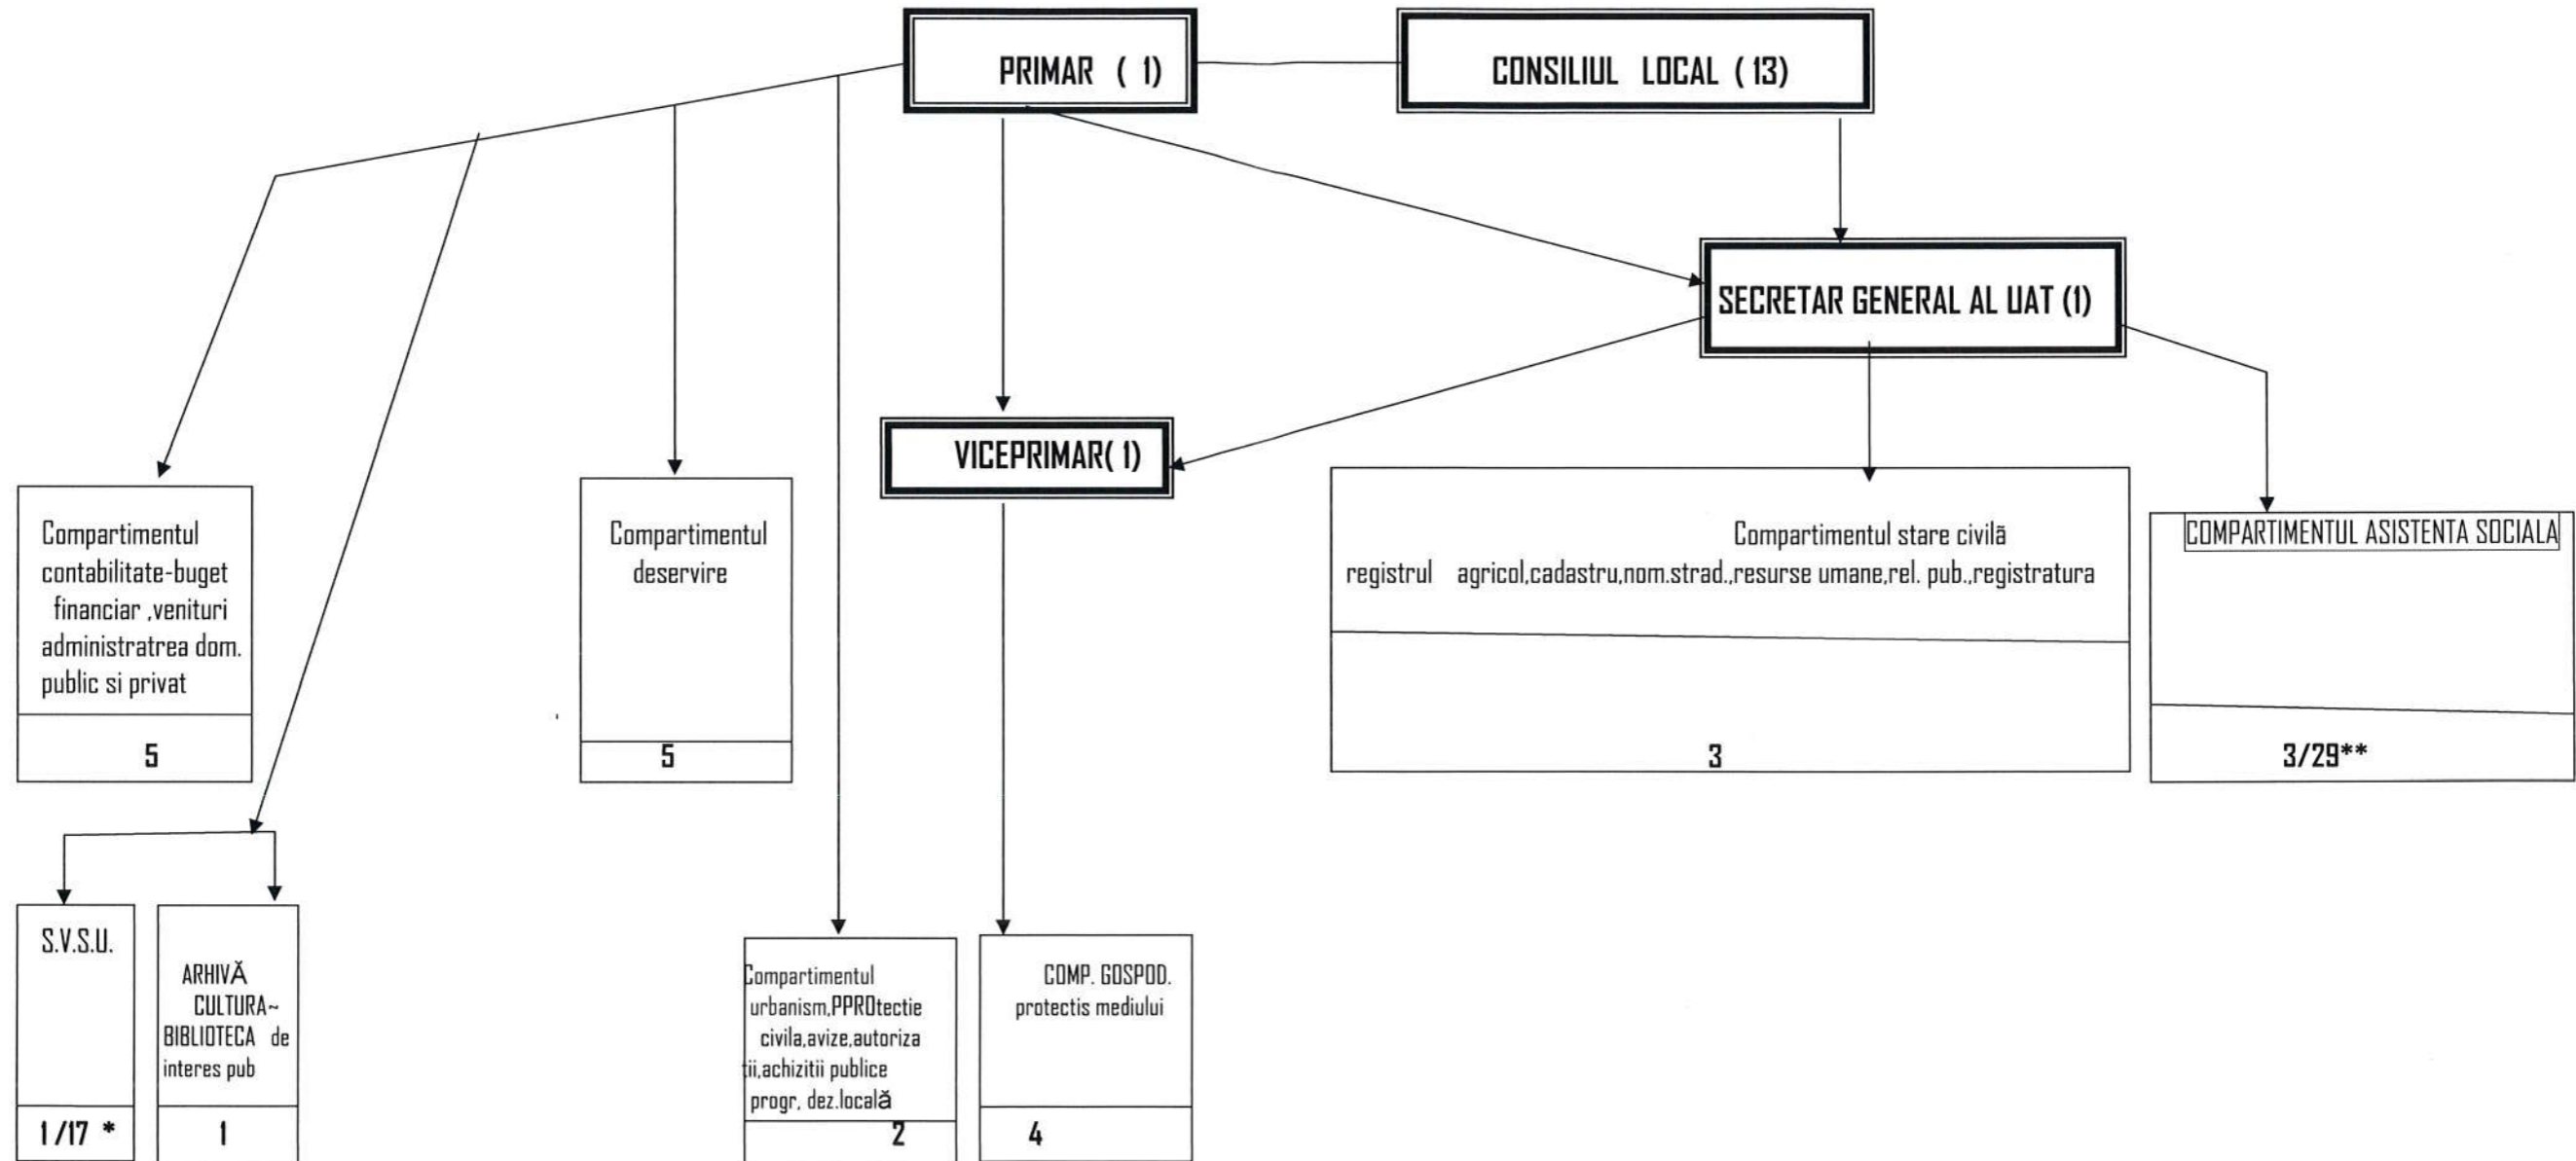 PRIMAR ( 1)
CONSILIUL LOCAL ( 13)
SECRETAR GENERAL AL UAT (1)
VICEPRIMAR( 1)
Compartimentul
contabilitate-buget
financiar ,venituri
administratrea dom.
public si privat
5
Compartimentul
deservire
5
Compartimentul stare civilă
registrul agricol,cadastru,nom.strad.,resurse umane,rel. pub.,registratura
3
COMPARTIMENTUL ASISTENTA SOCIALA
3/29**
S.V.S.U.
1 /17 *
ARHIVĂ
CULTURA~
BIBLIOTECA de
interes pub
1
Compartimentul
urbanism,PPROtectie
civila,avize,autoriza
ţii,achizitii publice
progr, dez.locală
2
COMP. GOSPOD.
protectis mediului
4